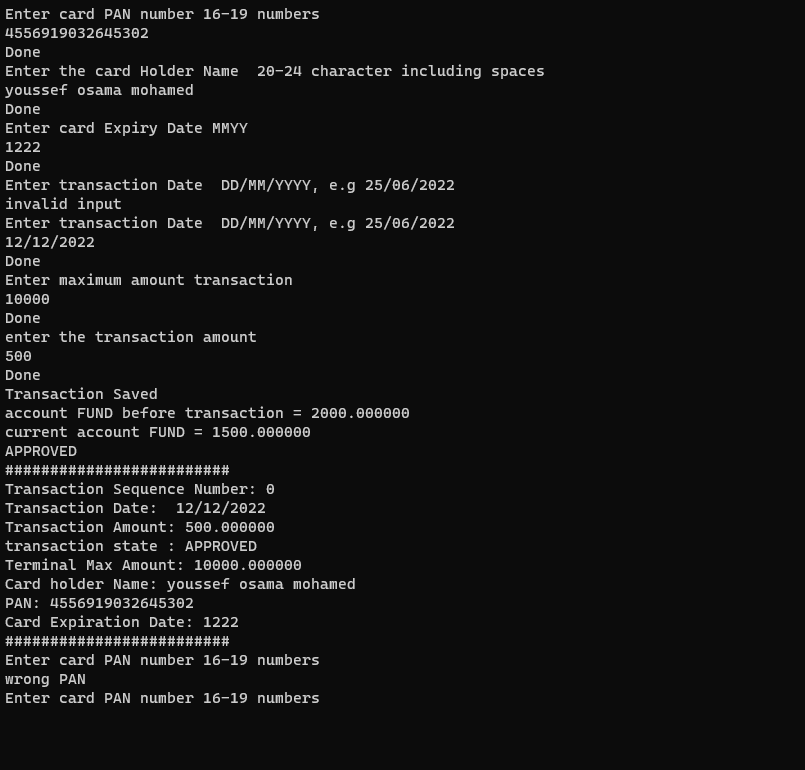 Enter card PAN number 16-19 numbers
4556919032645302
Done
Enter the card Holder Name  20-24 character including spaces
youssef osama mohamed
Done
Enter card Expiry Date MMYY
1222
Done
Enter transaction Date  DD/MM/YYYY, e.g 25/06/2022
invalid input
Enter transaction Date  DD/MM/YYYY, e.g 25/06/2022
12/12/2022
Done
Enter maximum amount transaction
10000
Done
enter the transaction amount
500
Done
Transaction Saved
account FUND before transaction = 2000.000000
current account FUND = 1500.000000
APPROVED
#########################
Transaction Sequence Number: 0
Transaction Date:  12/12/2022
Transaction Amount: 500.000000
transaction state : APPROVED
Terminal Max Amount: 10000.000000
Card holder Name: youssef osama mohamed
PAN: 4556919032645302
Card Expiration Date: 1222
#########################
Enter card PAN number 16-19 numbers
wrong PAN
Enter card PAN number 16-19 numbers